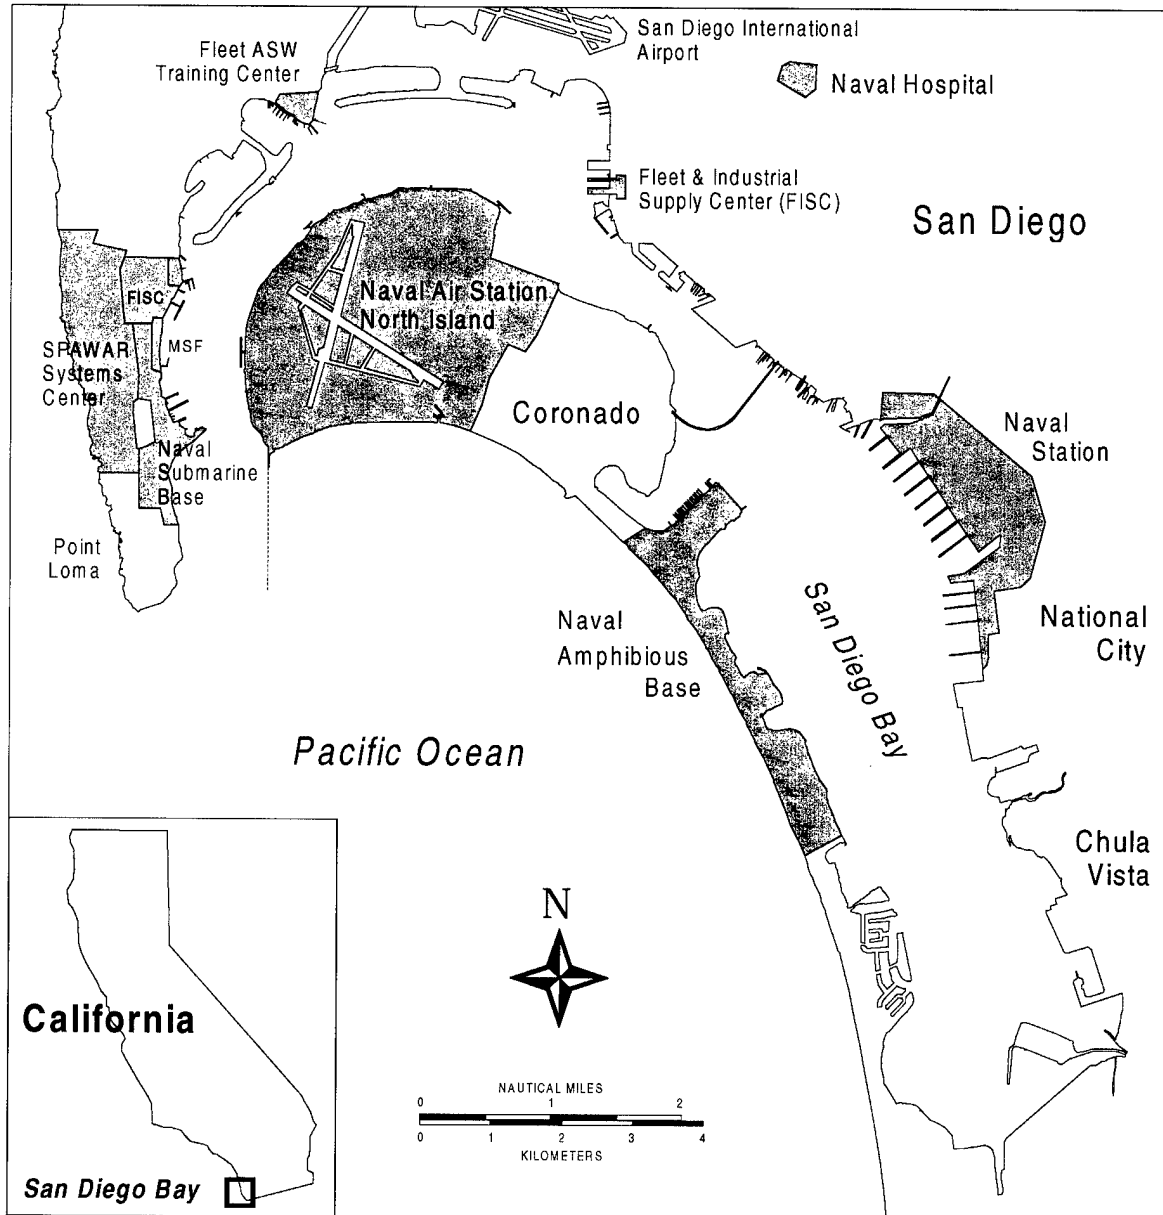 San Diego International
Airport
Fleet ASW
Training Center
Naval Hospital
Fleet & Industrial
Supply Center (FISC)
San Diego
FISC
Naval Air Station
North Island
SPAWAR
Systems
Center
MSF
Coronado
Naval
Station
Naval
Submarine
Base
Point
Loma
San Diego Bay
Naval
Amphibious
Base
National
City
Pacific Ocean
Chula
Vista
N
California
San Diego Bay
NAUTICAL MILES
0 1 2
0 1 2 3 4
KILOMETERS